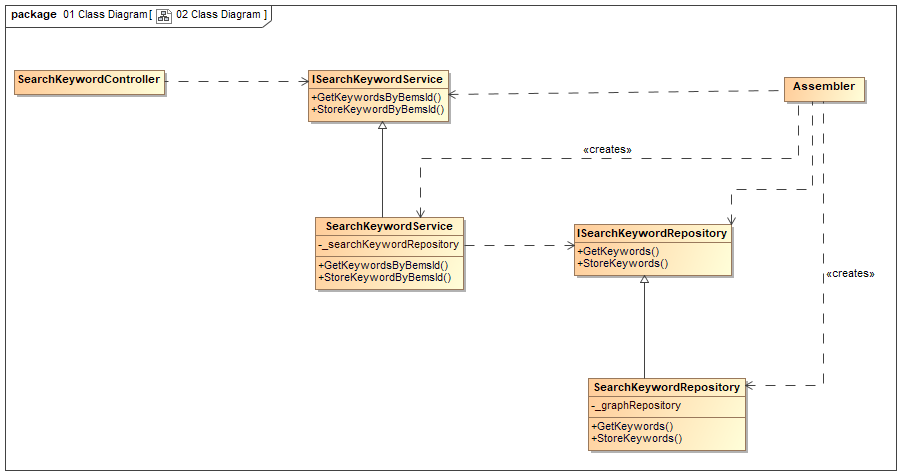 package 01 Class Diagram [ 02 Class Diagram ]
SearchKeywordController
ISearchKeywordService
+GetKeywordsByBemsId()
+StoreKeywordByBemsId()
Assembler
«creates»
SearchKeywordService
-_searchKeywordRepository
+GetKeywordsByBemsId()
+StoreKeywordByBemsId()
ISearchKeywordRepository
+GetKeywords()
+StoreKeywords()
«creates»
SearchKeywordRepository
-_graphRepository
+GetKeywords()
+StoreKeywords()